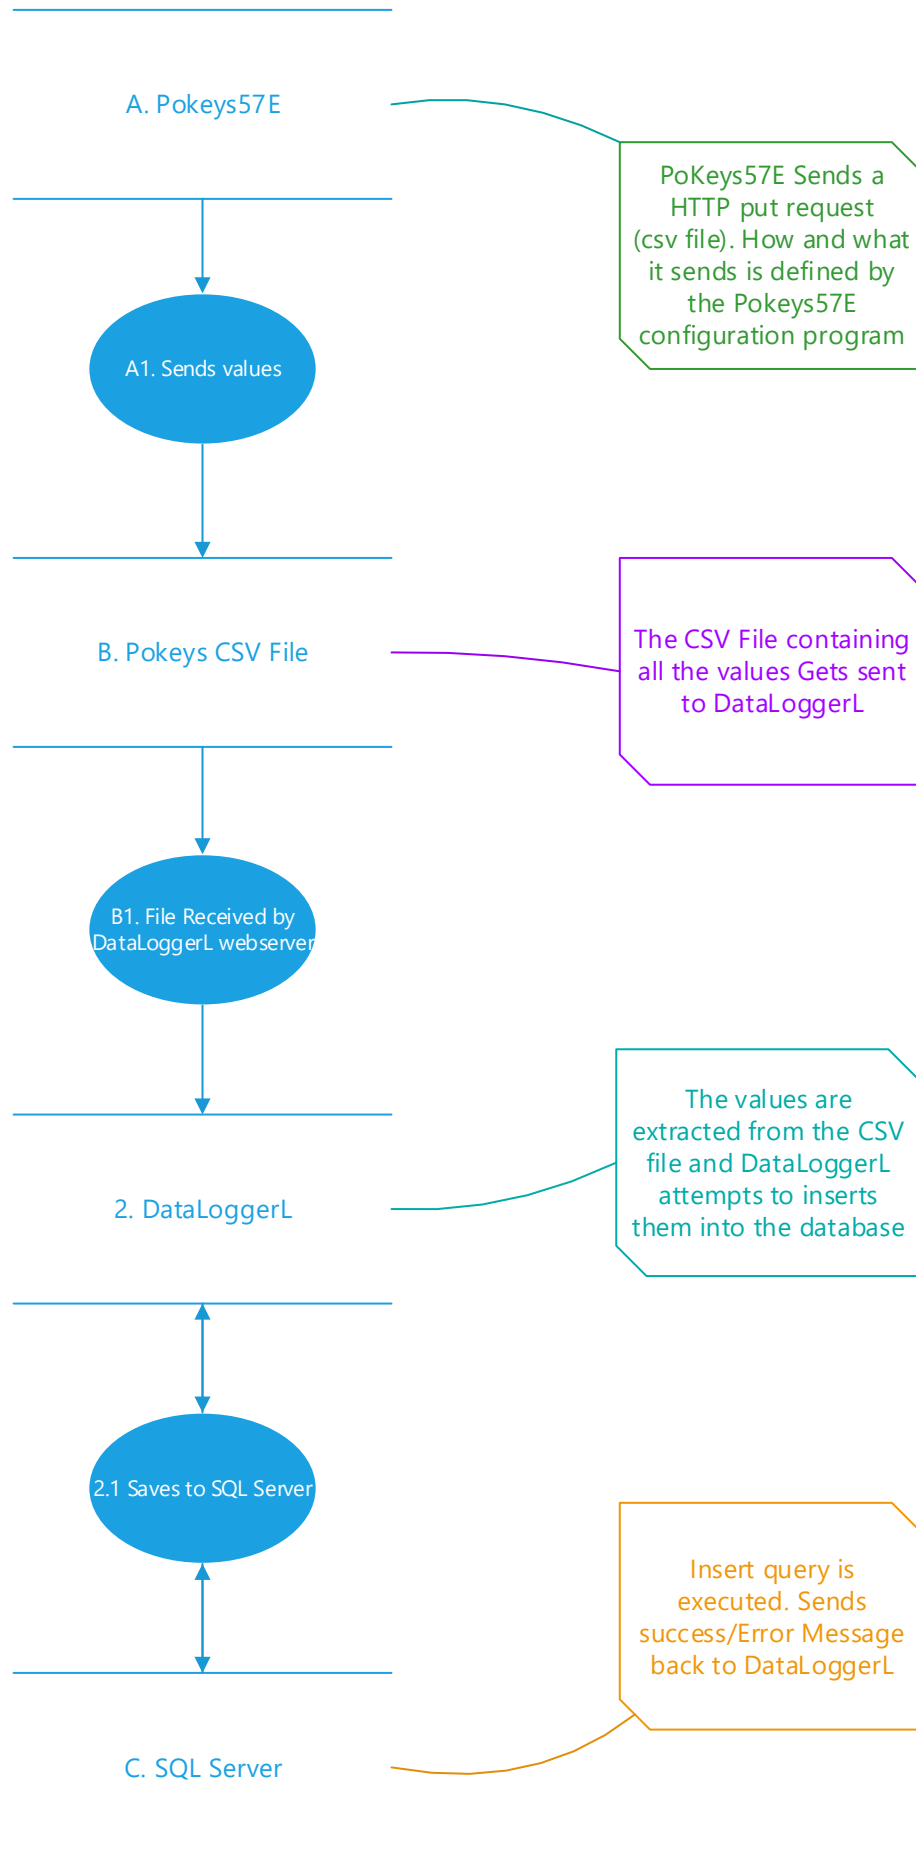 A. Pokeys57E
PoKeys57E Sends a
HTTP put request
(csv file). How and what
it sends is defined by
the Pokeys57E
configuration program
A1. Sends values
B. Pokeys CSV File
The CSV File containing
all the values Gets sent
to DataLoggerL
B1. File Received by
DataLoggerL webserver
2. DataLoggerL
The values are
extracted from the CSV
file and DataLoggerL
attempts to inserts
them into the database
2.1 Saves to SQL Server
Insert query is
executed. Sends
success/Error Message
back to DataLoggerL
C. SQL Server